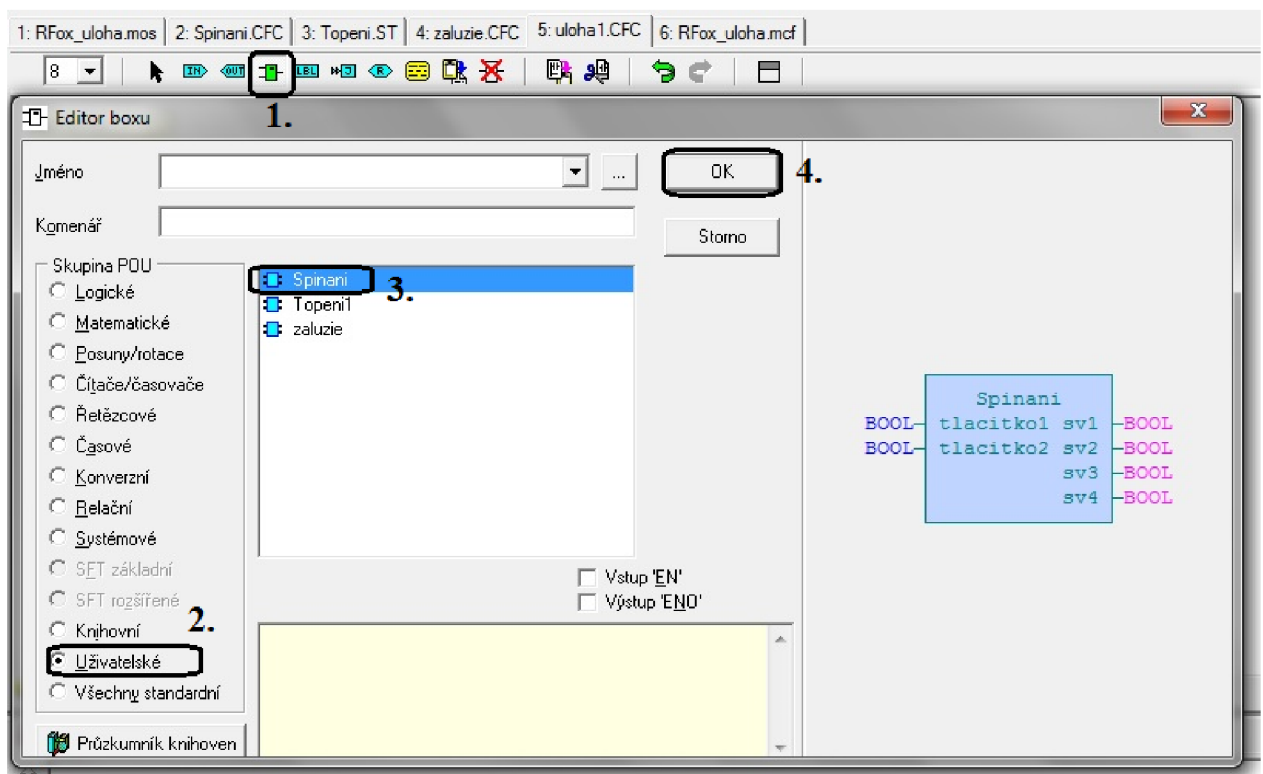 1: RFox_uloha.mos 2: Spinani.CFC 3: Topeni.ST 4: zaluzie.CFC 5: uloha1.CFC 6: RFox_uloha.mcf
8 IN OUT LBL R
1.
Editor boxu
Jméno ... OK 4.
Komenář
Storno
Skupina POU
Logické
Matematické
Posuny/rotace
Čítače/časovače
Řetězcové
Časové
Konverzní
Relační
Systémové
SFT základní
SFT rozšířené
Knihovní 2.
Uživatelské
Všechny standardní
Průzkumník knihoven
Spinani 3.
Topeni1
zaluzie
Vstup 'EN'
Výstup 'ENO'
Spinani
BOOL tlacitko1 sv1 BOOL
BOOL tlacitko2 sv2 BOOL
sv3 BOOL
sv4 BOOL